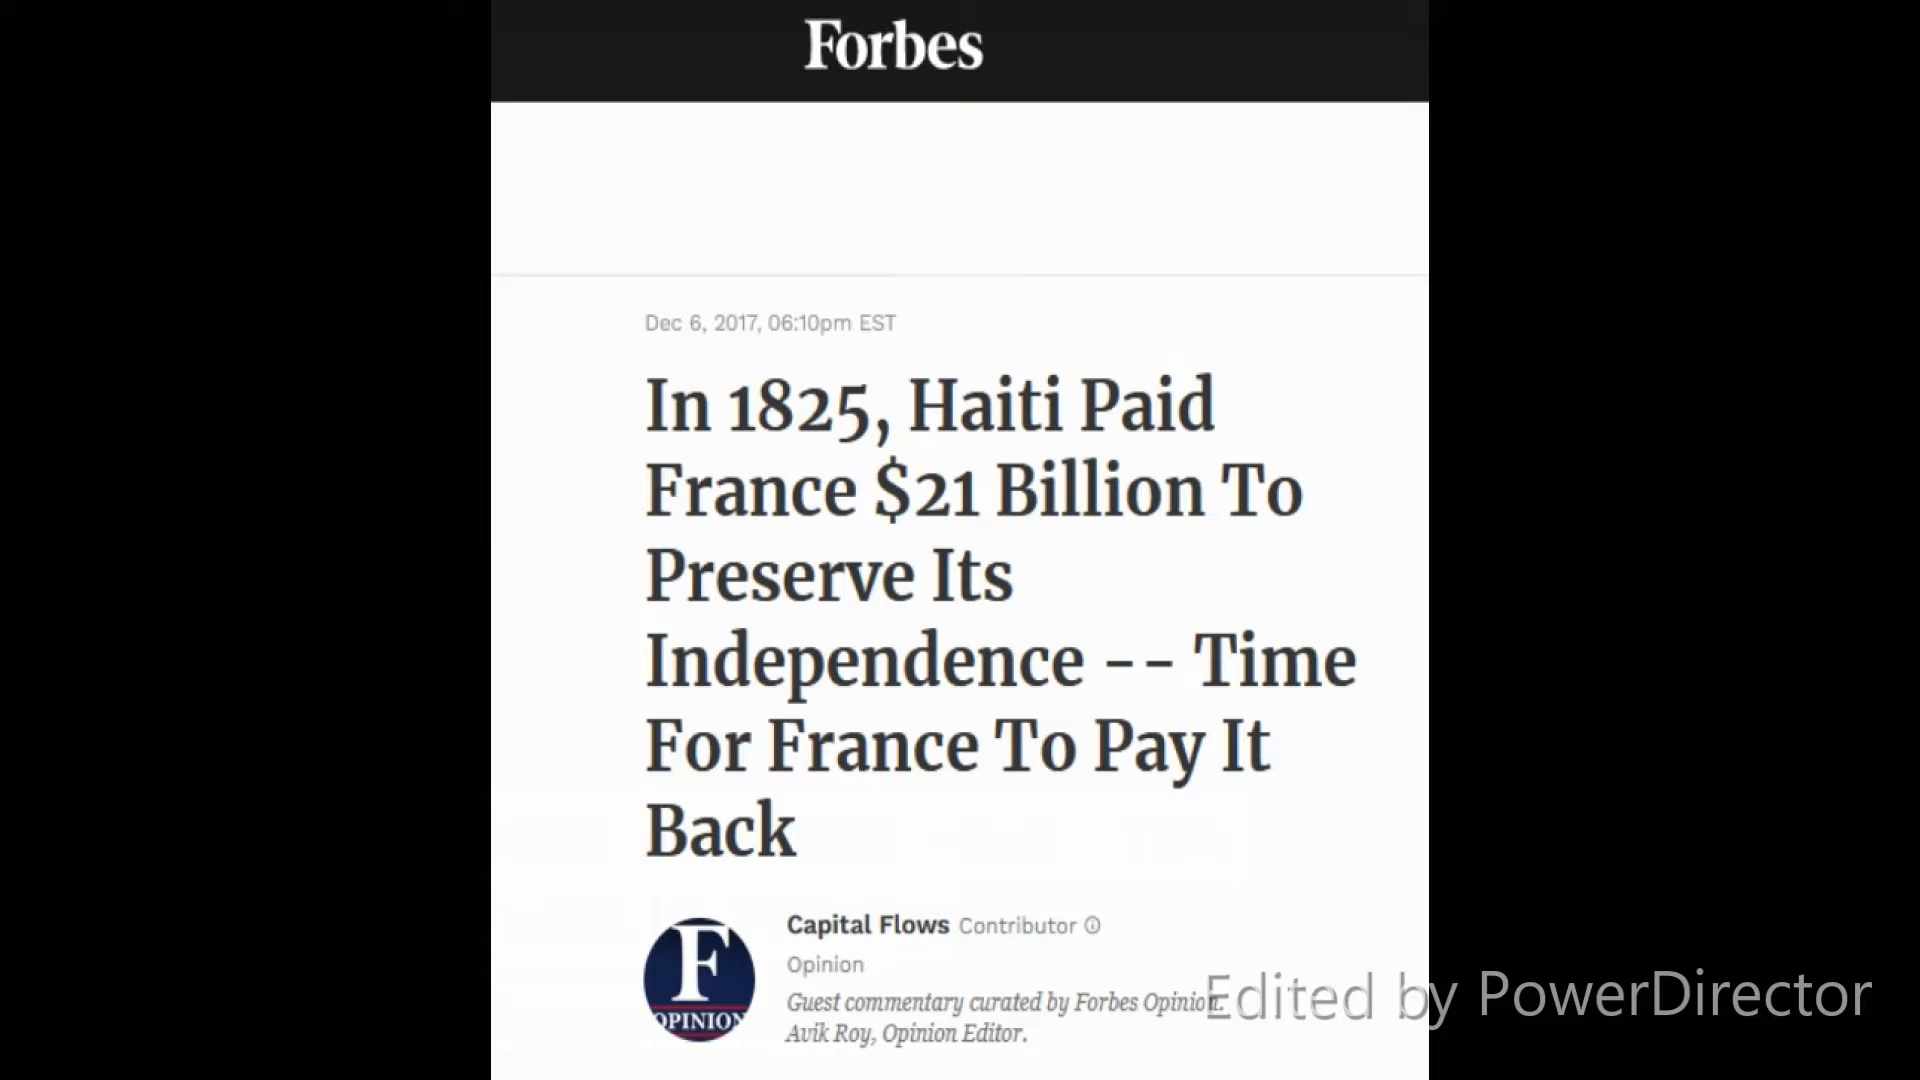 Forbes
Dec 6, 2017, 06:10pm EST
In 1825, Haiti Paid
France $21 Billion To
Preserve Its
Independence -- Time
For France To Pay It
Back
Capital Flows Contributor
Opinion
Guest commentary curated by Forbes Opinion.
Avik Roy, Opinion Editor.
F
OPINION
Edited by PowerDirector